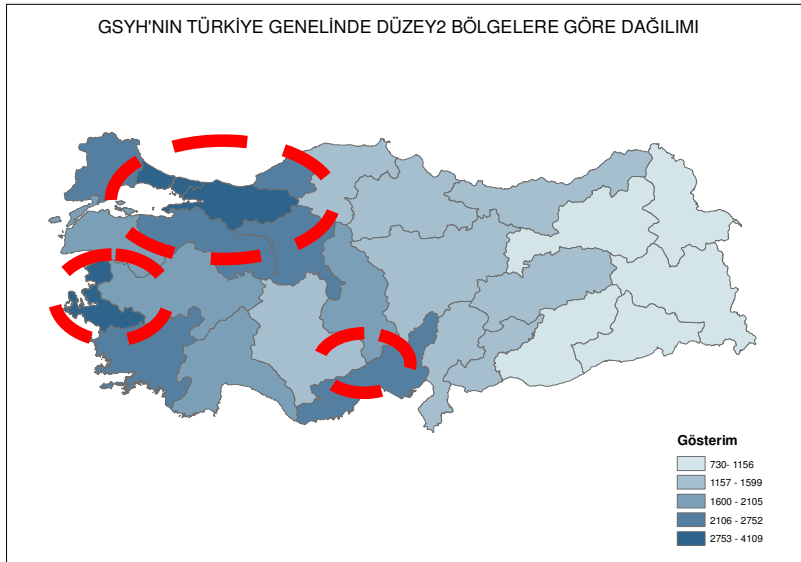 GSYH'NIN TÜRKİYE GENELİNDE DÜZEY2 BÖLGELERE GÖRE DAĞILIMI
Gösterim
730- 1156
1157 - 1599
1600 - 2105
2106 - 2752
2753 - 4109